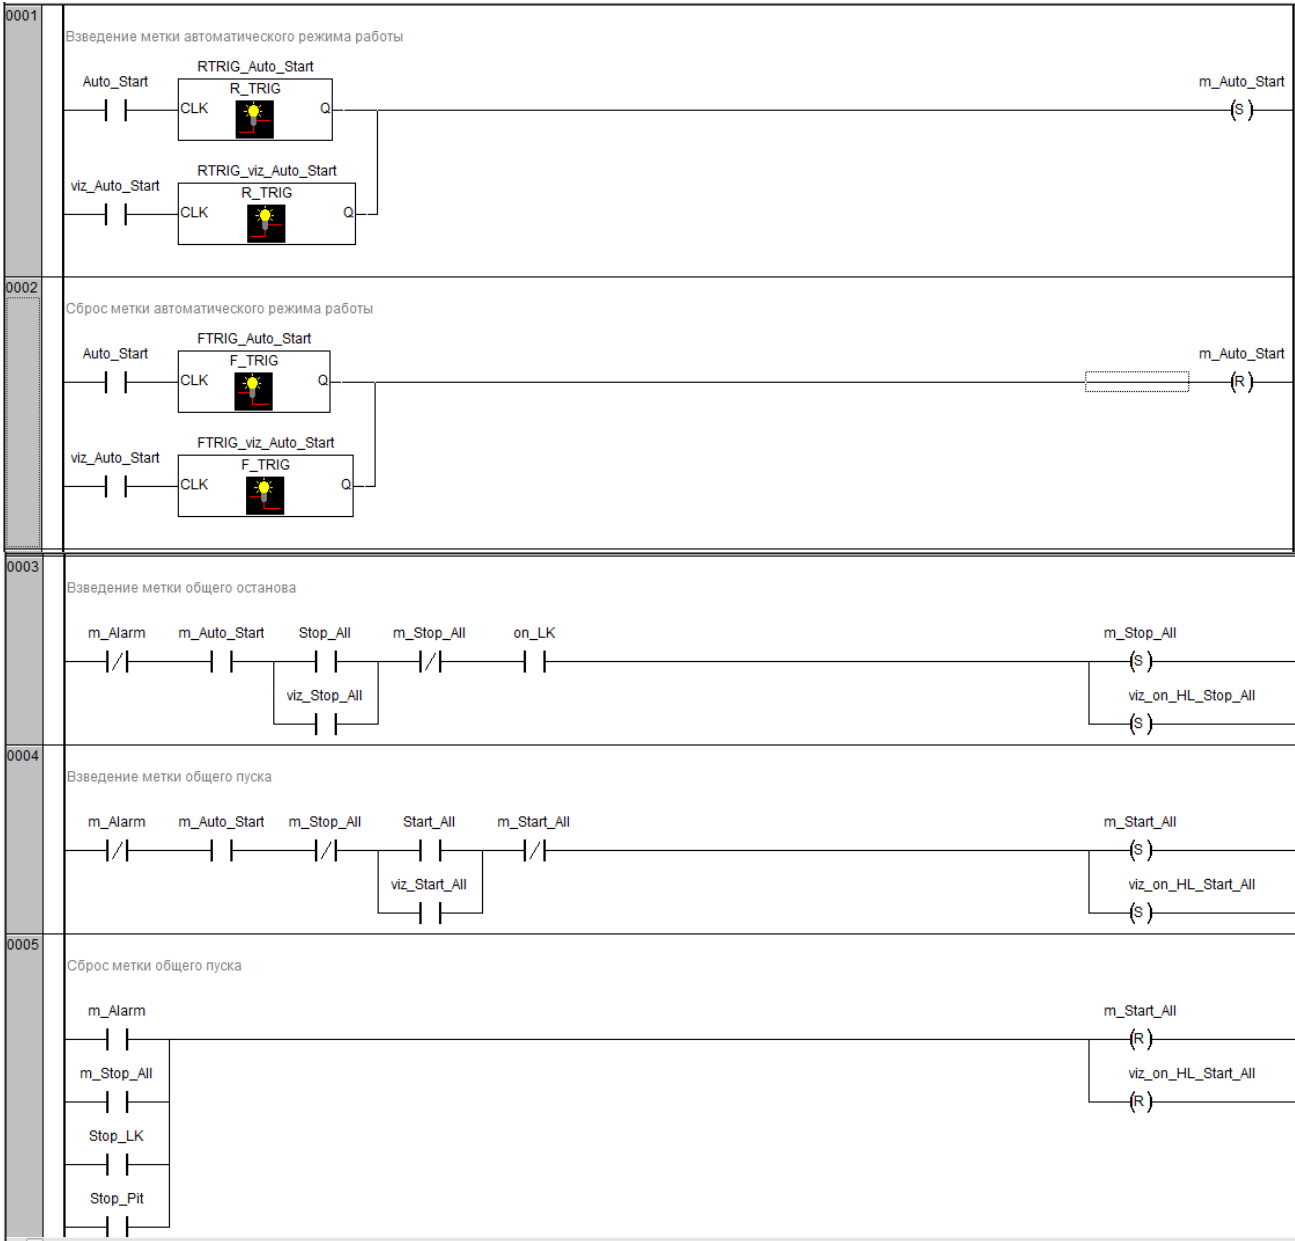 0001
Взведение метки автоматического режима работы
RTRIG_Auto_Start
Auto_Start
R_TRIG
m_Auto_Start
CLK
Q
S
RTRIG_viz_Auto_Start
viz_Auto_Start
R_TRIG
CLK
Q
0002
Сброс метки автоматического режима работы
FTRIG_Auto_Start
Auto_Start
F_TRIG
m_Auto_Start
CLK
Q
R
FTRIG_viz_Auto_Start
viz_Auto_Start
F_TRIG
CLK
Q
0003
Взведение метки общего останова
m_Alarm m_Auto_Start Stop_All m_Stop_All on_LK m_Stop_All
S
viz_Stop_All viz_on_HL_Stop_All
S
0004
Взведение метки общего пуска
m_Alarm m_Auto_Start m_Stop_All Start_All m_Start_All m_Start_All
S
viz_Start_All viz_on_HL_Start_All
S
0005
Сброс метки общего пуска
m_Alarm m_Start_All
R
m_Stop_All viz_on_HL_Start_All
R
Stop_LK
Stop_Pit